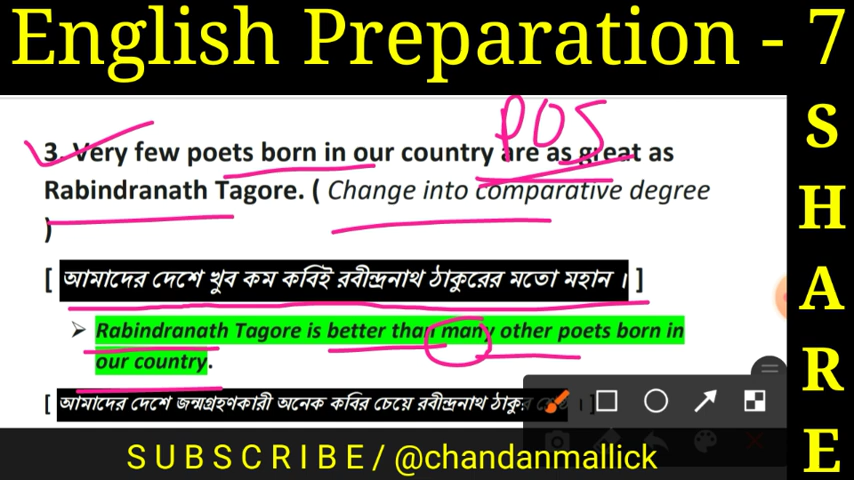 English Preparation - 7
POS
3. Very few poets born in our country are as great as
Rabindranath Tagore. ( Change into comparative degree
)
[ আমাদের দেশে খুব কম কবিই রবীন্দ্রনাথ ঠাকুরের মতো মহান । ]
➢ Rabindranath Tagore is better than many other poets born in
our country.
[ আমাদের দেশে জন্মগ্রহণকারী অনেক কবির চেয়ে রবীন্দ্রনাথ ঠাকুর । ]
SUBSCRIBE/ @chandanmallick
SHARE